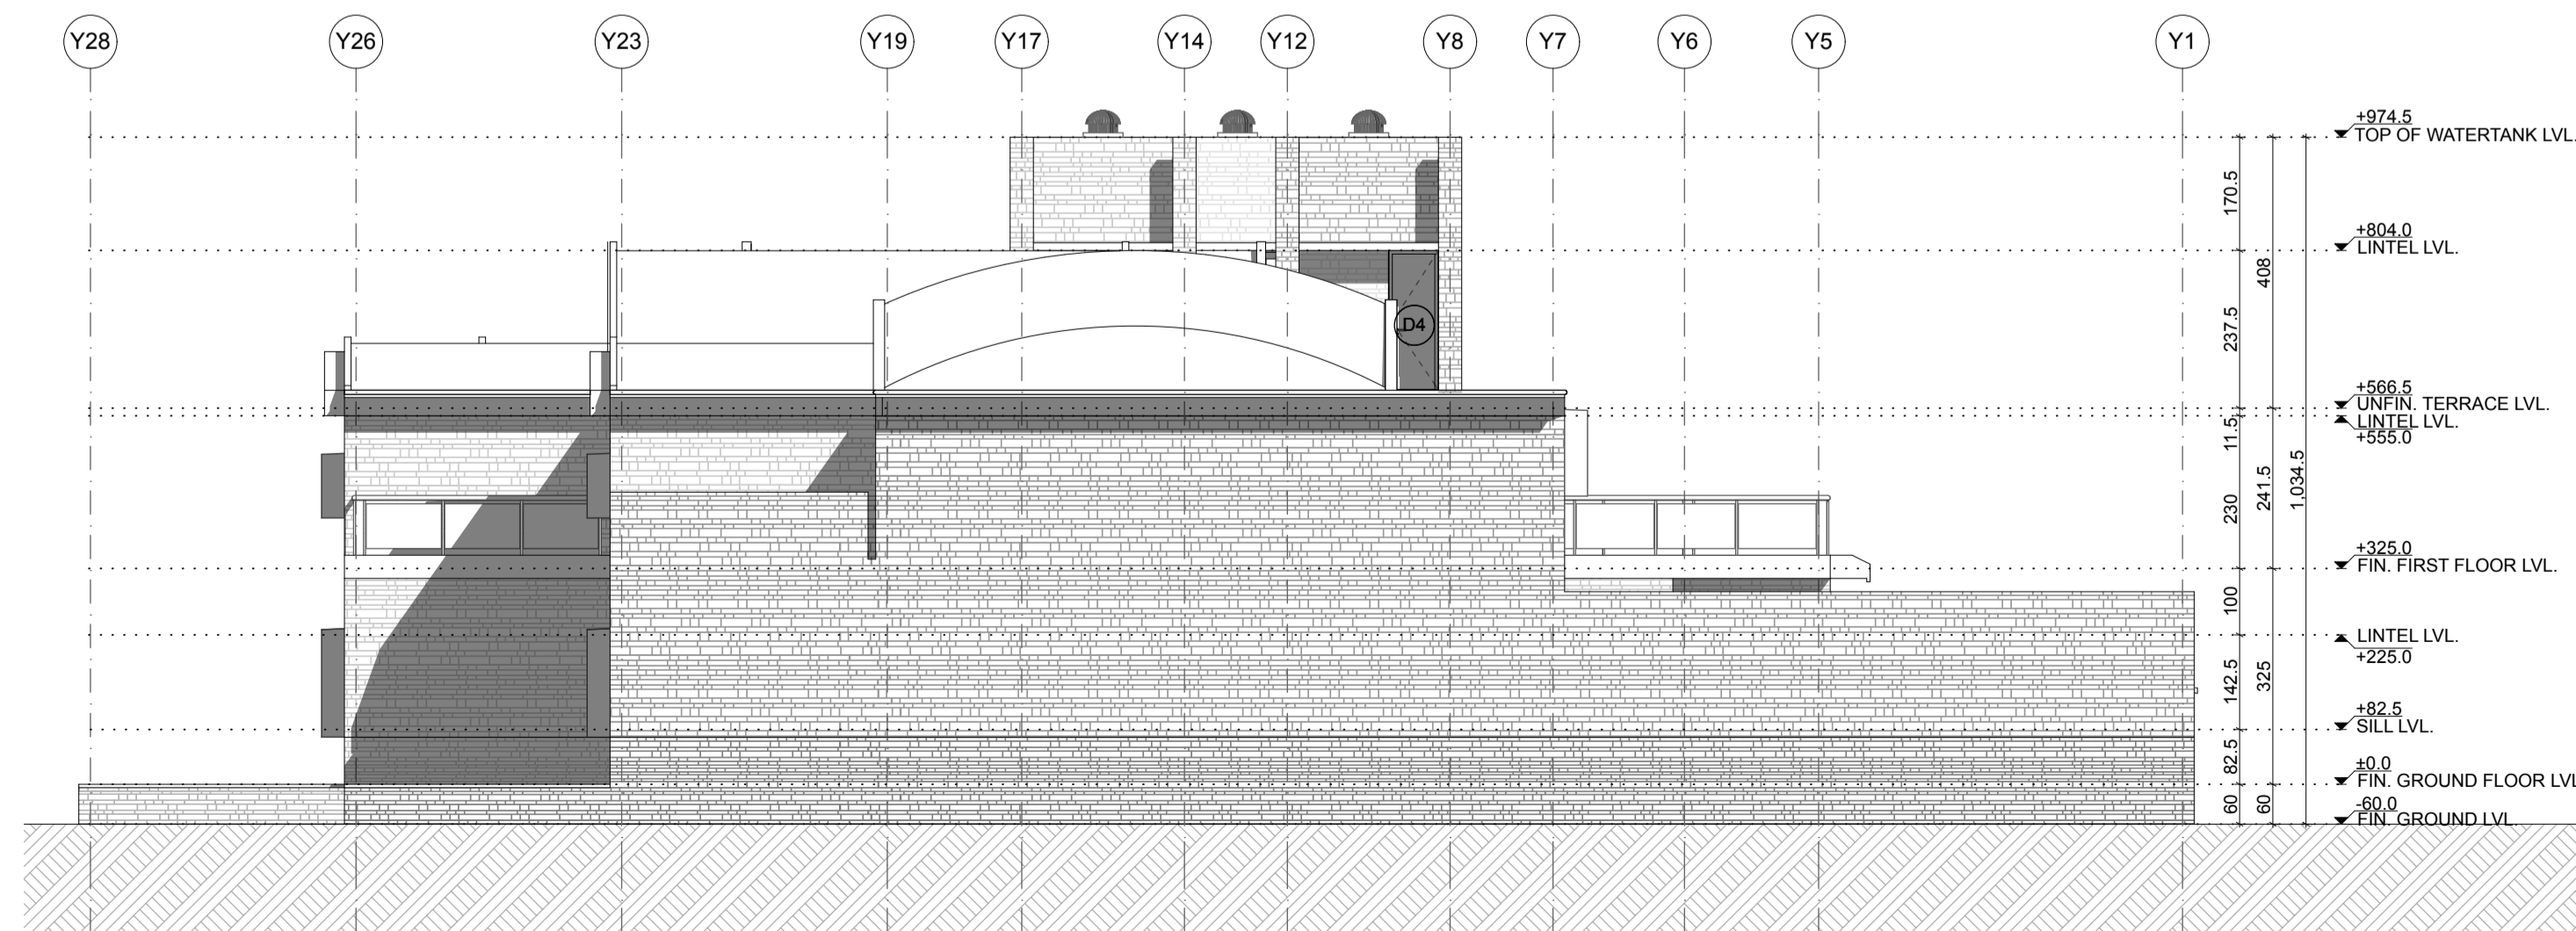 Y28
Y26
Y23
Y19
Y17
Y14
Y12
Y8
Y7
Y6
Y5
Y1
+974.5
TOP OF WATERTANK LVL.
170.5
+804.0
LINTEL LVL.
408
237.5
D4
+566.5
UNFIN. TERRACE LVL.
LINTEL LVL.
+555.0
11.5
241.5
1,034.5
230
+325.0
FIN. FIRST FLOOR LVL.
100
LINTEL LVL.
+225.0
325
142.5
+82.5
SILL LVL.
82.5
±0.0
FIN. GROUND FLOOR LVL
-60.0
FIN. GROUND LVL.
60
60